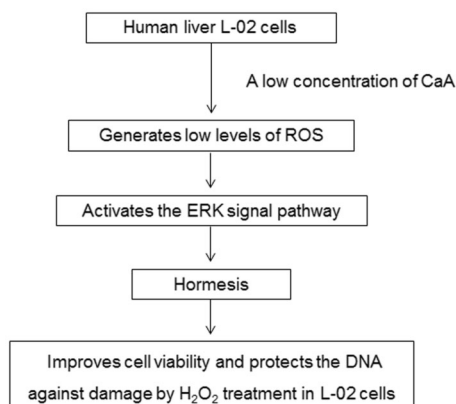 Human liver L-02 cells
A low concentration of CaA
Generates low levels of ROS
Activates the ERK signal pathway
Hormesis
Improves cell viability and protects the DNA
against damage by H₂O₂ treatment in L-02 cells